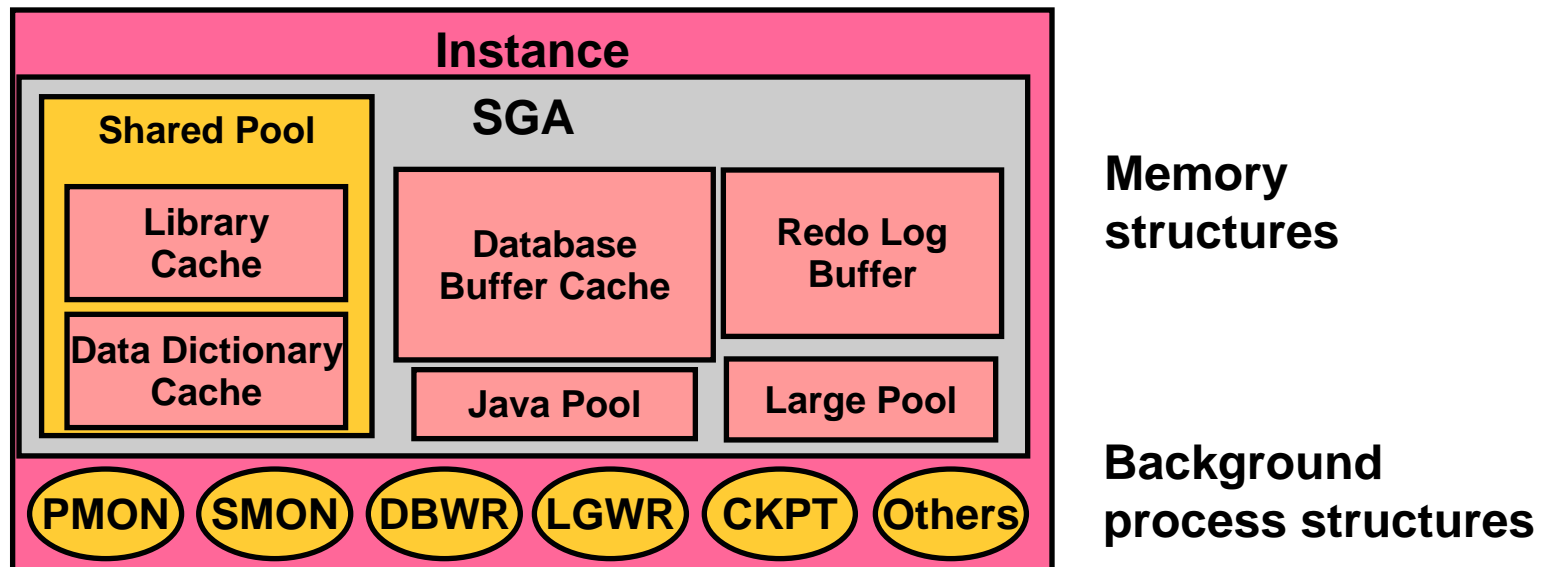 Instance
SGA
Shared Pool
Library
Cache
Data Dictionary
Cache
Database
Buffer Cache
Redo Log
Buffer
Java Pool
Large Pool
Memory
structures
PMON
SMON
DBWR
LGWR
CKPT
Others
Background
process structures